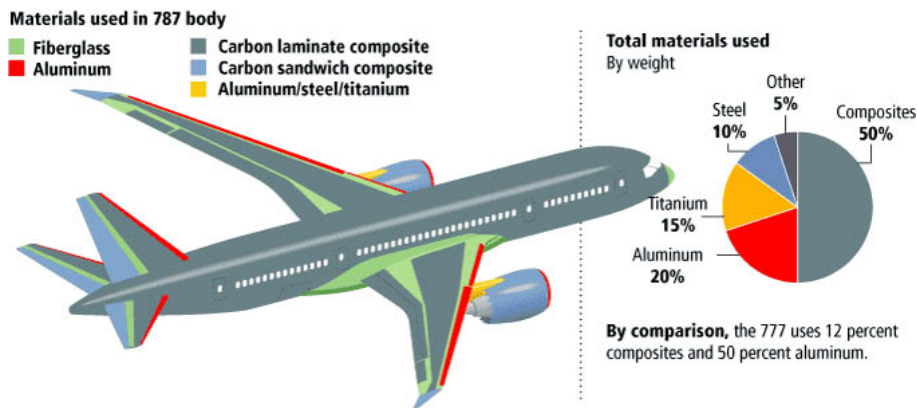 Materials used in 787 body
Fiberglass
Aluminum
Carbon laminate composite
Carbon sandwich composite
Aluminum/steel/titanium
Total materials used
By weight
Other
5%
Steel
10%
Composites
50%
Titanium
15%
Aluminum
20%
By comparison, the 777 uses 12 percent
composites and 50 percent aluminum.